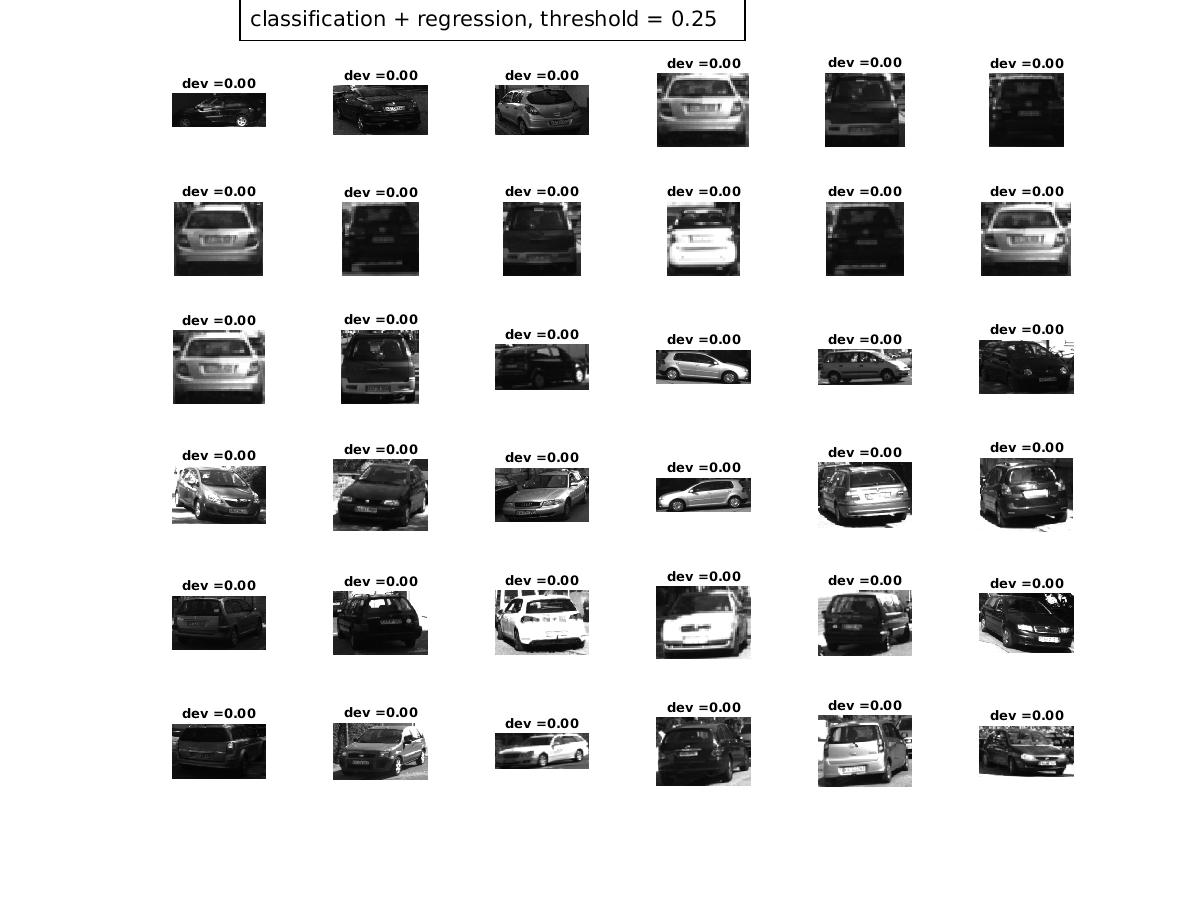 classification + regression, threshold = 0.25
dev =0.00 dev =0.00 dev =0.00 dev =0.00 dev =0.00 dev =0.00
dev =0.00 dev =0.00 dev =0.00 dev =0.00 dev =0.00 dev =0.00
dev =0.00 dev =0.00 dev =0.00 dev =0.00 dev =0.00 dev =0.00
dev =0.00 dev =0.00 dev =0.00 dev =0.00 dev =0.00 dev =0.00
dev =0.00 dev =0.00 dev =0.00 dev =0.00 dev =0.00 dev =0.00
dev =0.00 dev =0.00 dev =0.00 dev =0.00 dev =0.00 dev =0.00